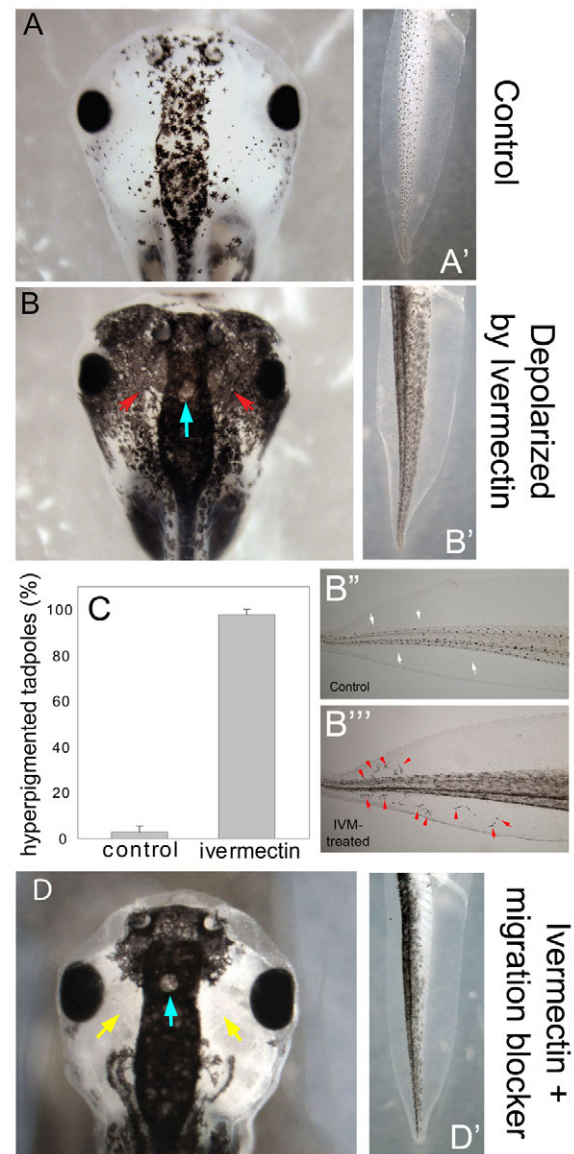 A
A’
Control
B
B’
Depolarized
by Ivermectin
C
hyperpigmented tadpoles (%)
100
80
60
40
20
0
control
ivermectin
B”
Control
B’”
IVM-
treated
D
D’
Ivermectin +
migration blocker